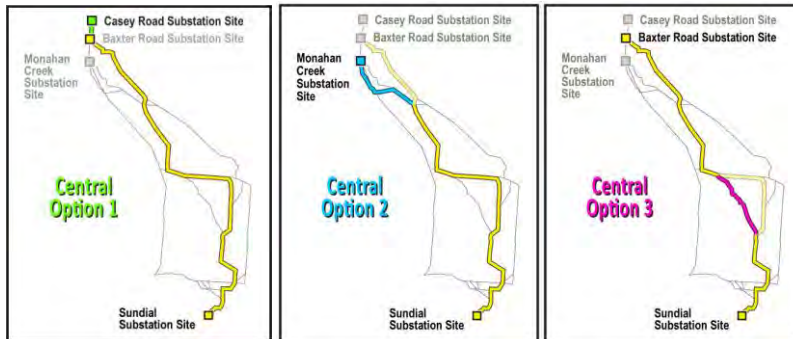 Casey Road Substation Site
Baxter Road Substation Site
Monahan
Creek
Substation
Site
Central
Option 1
Sundial
Substation Site
Casey Road Substation Site
Baxter Road Substation Site
Monahan
Creek
Substation
Site
Central
Option 2
Sundial
Substation Site
Casey Road Substation Site
Baxter Road Substation Site
Monahan
Creek
Substation
Site
Central
Option 3
Sundial
Substation Site